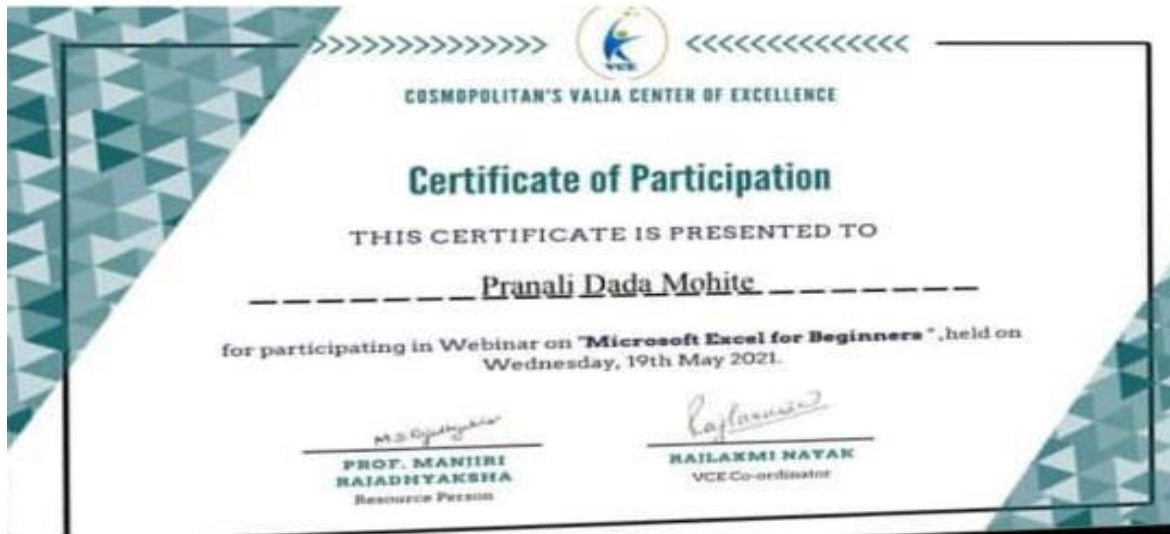 VCE
COSMOPOLITAN'S VALIA CENTER OF EXCELLENCE
Certificate of Participation
THIS CERTIFICATE IS PRESENTED TO
Pranali Dada Mohite
for participating in Webinar on "Microsoft Excel for Beginners", held on
Wednesday, 19th May 2021.
M.S. Rajadhyaksha
Rajlaxmi
PROF. MANJIRI
RAJADHYAKSHA
Resource Person
RAJLAXMI NAYAK
VCE Co-ordinator